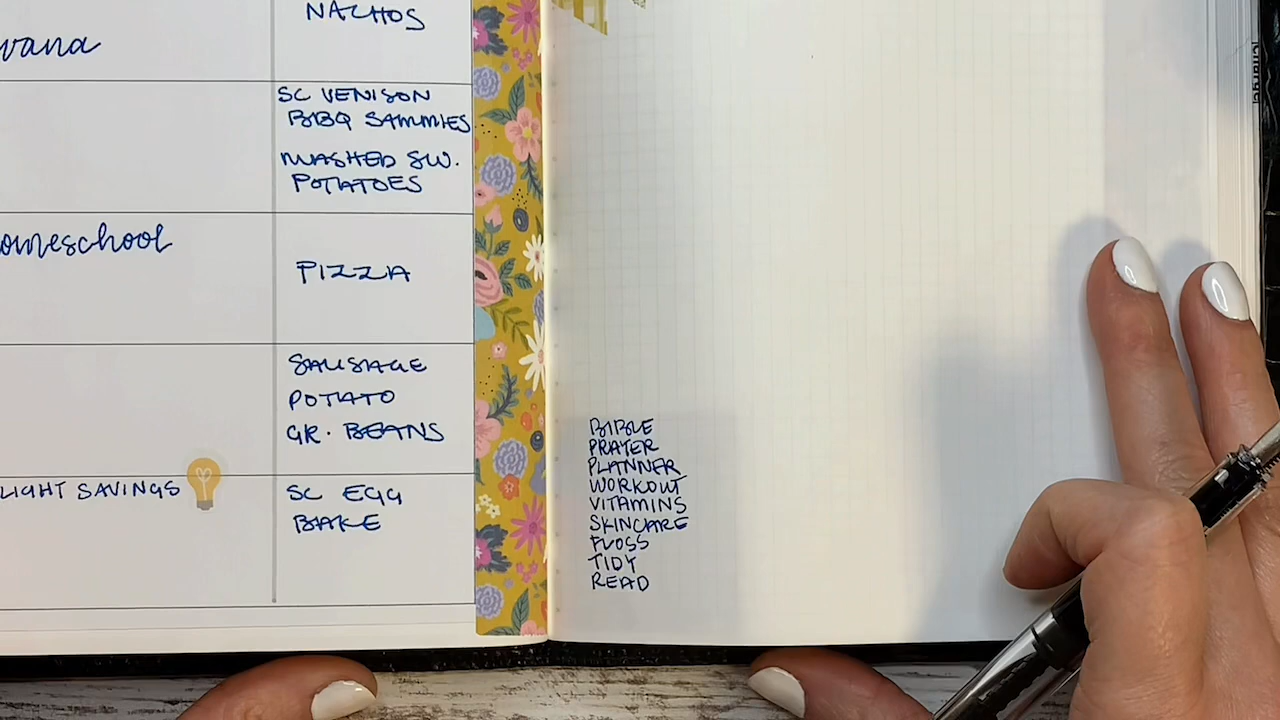 NACHOS
vana
SC VENISON
BBQ SAMMIES
MASHED SW.
POTATOES
omeschool
PIZZA
SAUSAGE
POTATO
GR. BEANS
LIGHT SAVINGS
SC EGG
BAKE
BIBLE
PRAYER
PLANNER
WORKOUT
VITAMINS
SKINCARE
FLOSS
TIDY
READ